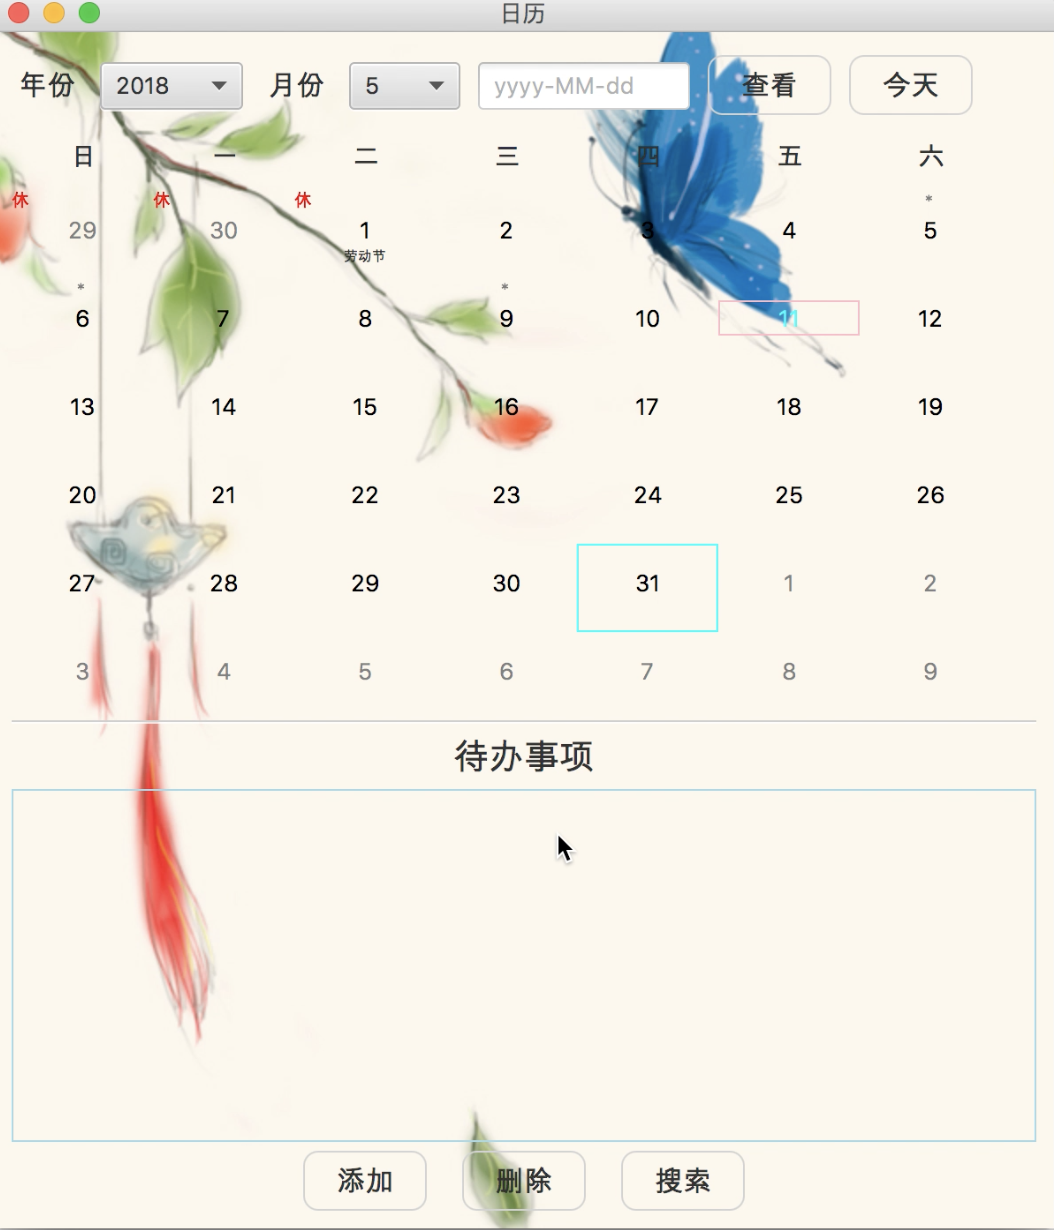 日历
年份 2018 月份 5 yyyy-MM-dd 查看 今天
日 一 二 三 四 五 六
休 休 休 *
29 30 1 2 3 4 5
劳动节
* *
6 7 8 9 10 11 12
13 14 15 16 17 18 19
20 21 22 23 24 25 26
27 28 29 30 31 1 2
3 4 5 6 7 8 9
待办事项
添加 删除 搜索